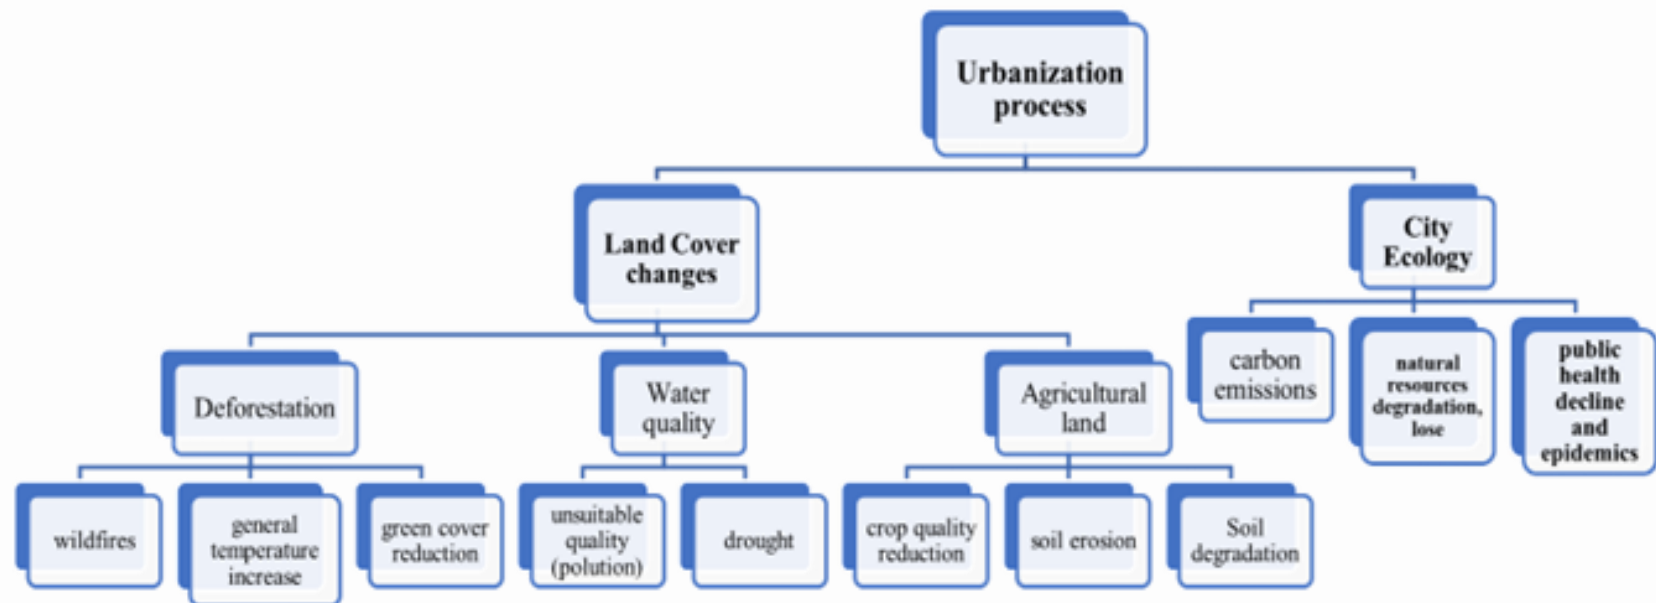 Urbanization
process
Land Cover
changes
City
Ecology
Deforestation
Water
quality
Agricultural
land
carbon
emissions
natural
resources
degradation,
lose
public
health
decline
and
epidemics
wildfires
general
temperature
increase
green cover
reduction
unsuitable
quality
(polution)
drought
crop quality
reduction
soil erosion
Soil
degradation